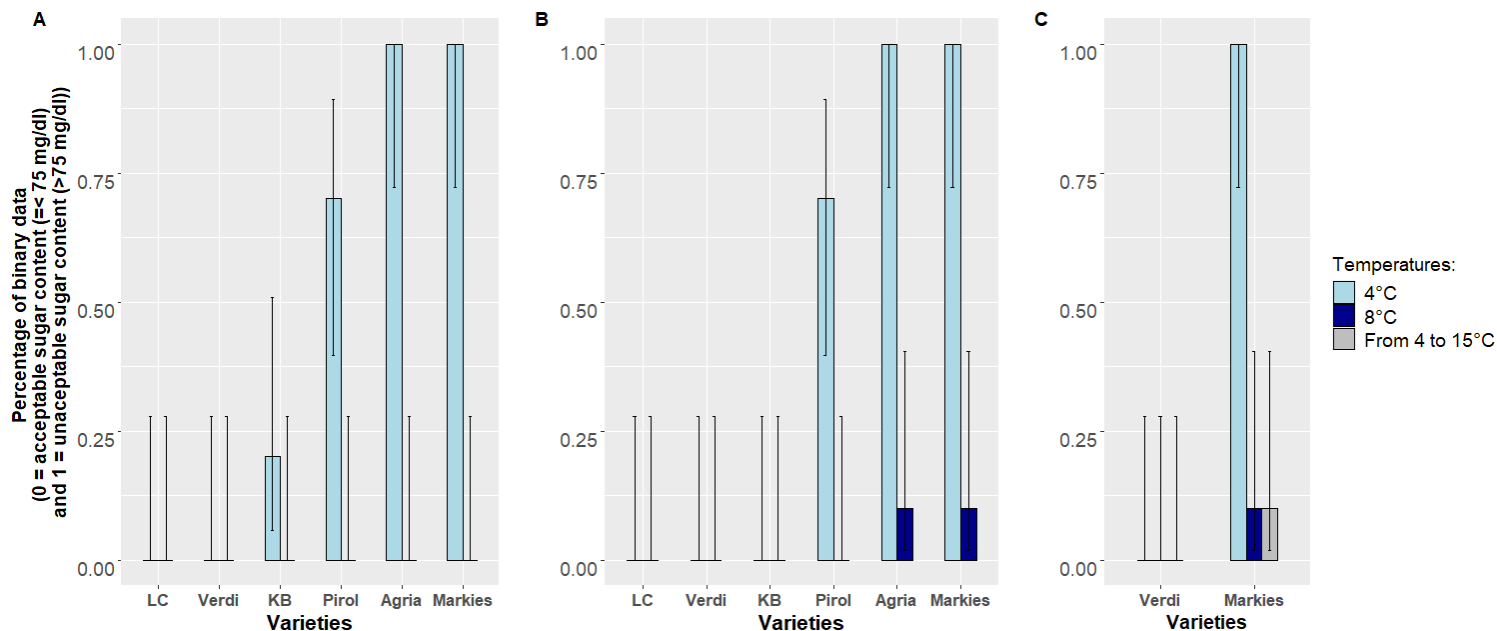 A
B
C
Percentage of binary data
(0 = acceptable sugar content (=< 75 mg/dl)
and 1 = unaceptable sugar content (>75 mg/dl))
1.00
0.75
0.50
0.25
0.00
LC Verdi KB Pirol Agria Markies
Varieties
1.00
0.75
0.50
0.25
0.00
LC Verdi KB Pirol Agria Markies
Varieties
1.00
0.75
0.50
0.25
0.00
Verdi Markies
Varieties
Temperatures:
4°C
8°C
From 4 to 15°C